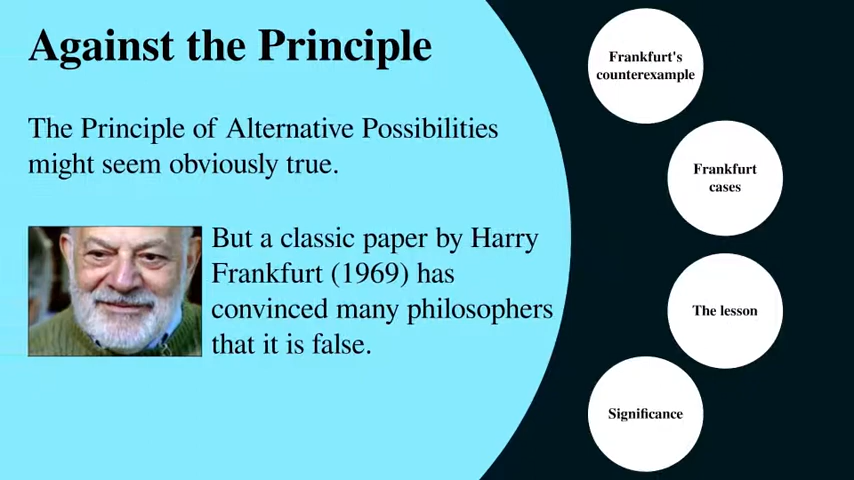 Against the Principle
The Principle of Alternative Possibilities
might seem obviously true.
But a classic paper by Harry
Frankfurt (1969) has
convinced many philosophers
that it is false.
Frankfurt's
counterexample
Frankfurt
cases
The lesson
Significance